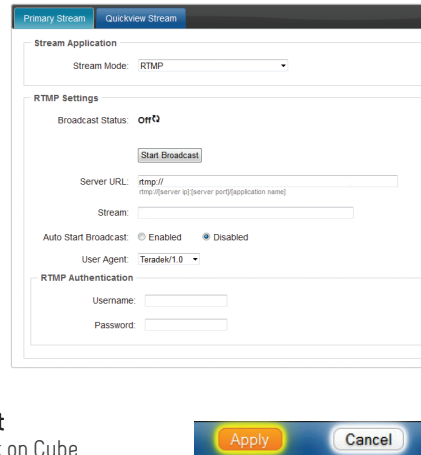 Primary Stream Quickview Stream
Stream Application
Stream Mode: RTMP
RTMP Settings
Broadcast Status: Off
Start Broadcast
Server URL: rtmp://
rtmp://[server ip]:[server port]/[application name]
Stream:
Auto Start Broadcast: Enabled Disabled
User Agent: Teradek/1.0
RTMP Authentication
Username:
Password:
on Cube
Apply Cancel